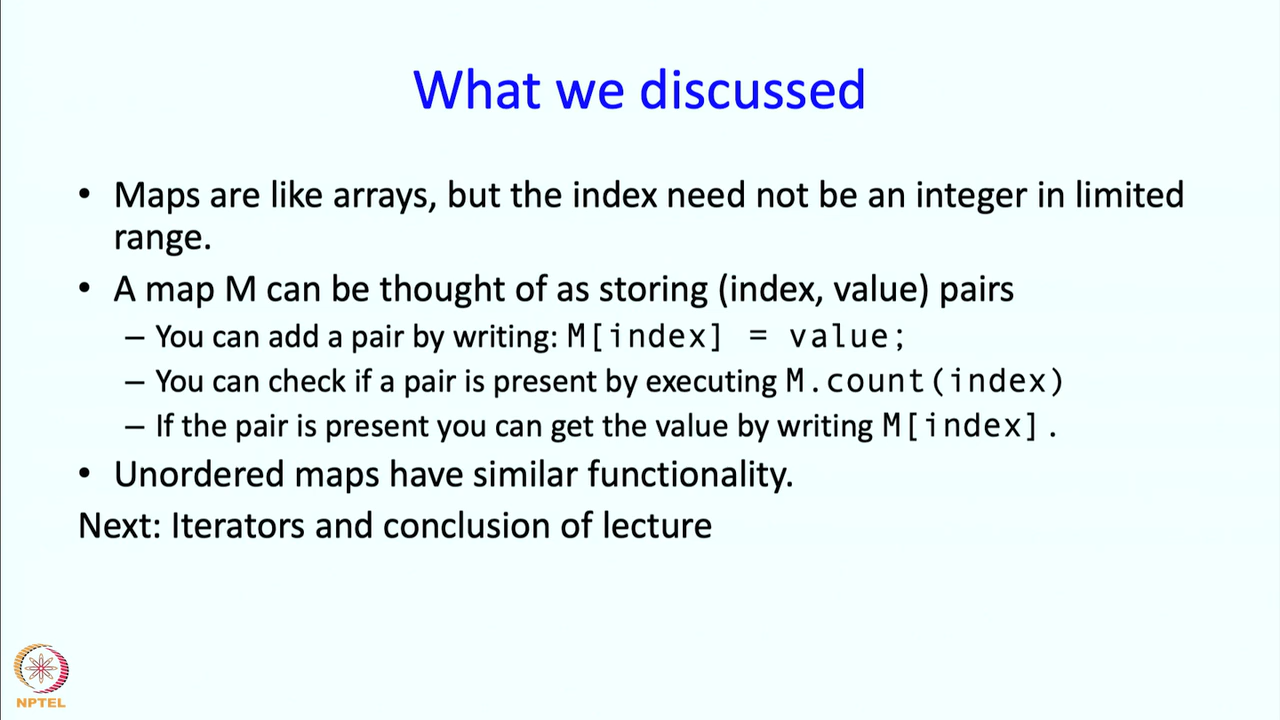 What we discussed
• Maps are like arrays, but the index need not be an integer in limited
range.
• A map M can be thought of as storing (index, value) pairs
– You can add a pair by writing: M[index] = value;
– You can check if a pair is present by executing M.count(index)
– If the pair is present you can get the value by writing M[index].
• Unordered maps have similar functionality.
Next: Iterators and conclusion of lecture
NPTEL